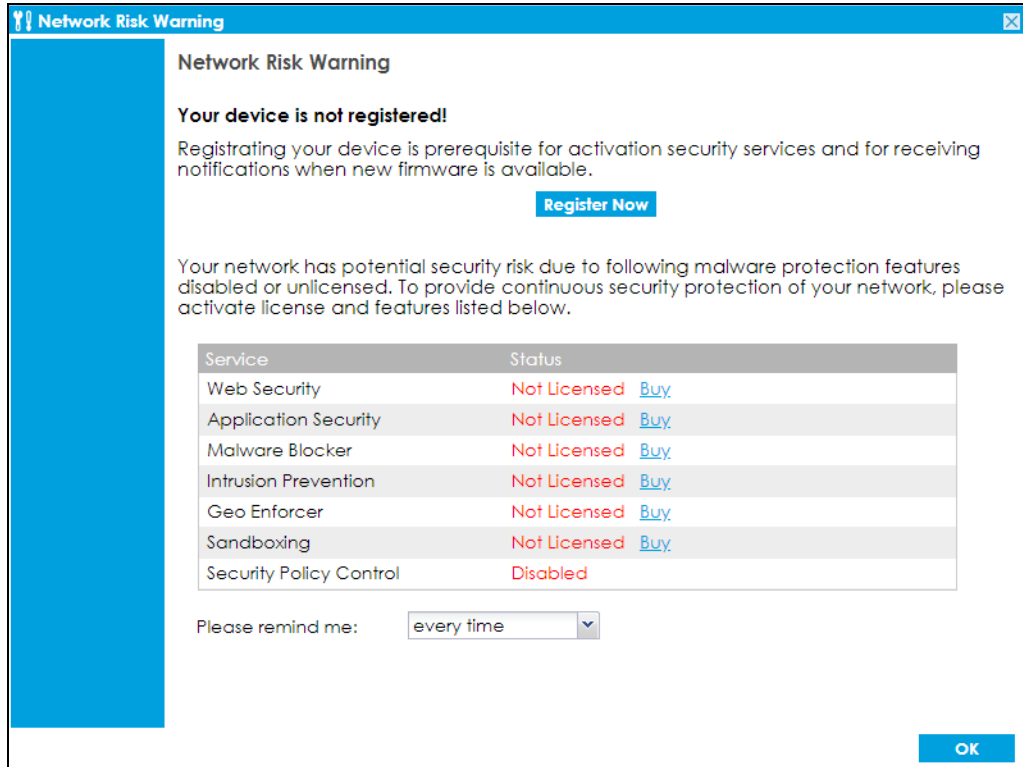 Network Risk Warning
Network Risk Warning
Your device is not registered!
Registrating your device is prerequisite for activation security services and for receiving
notifications when new firmware is available.
Register Now
Your network has potential security risk due to following malware protection features
disabled or unlicensed. To provide continuous security protection of your network, please
activate license and features listed below.
Service Status
Web Security Not Licensed Buy
Application Security Not Licensed Buy
Malware Blocker Not Licensed Buy
Intrusion Prevention Not Licensed Buy
Geo Enforcer Not Licensed Buy
Sandboxing Not Licensed Buy
Security Policy Control Disabled
Please remind me: every time
OK